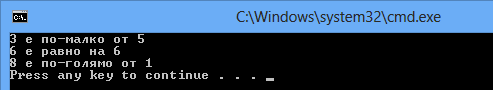 C:\Windows\system32\cmd.exe
3 е по-малко от 5
6 е равно на 6
8 е по-голямо от 1
Press any key to continue . . . _